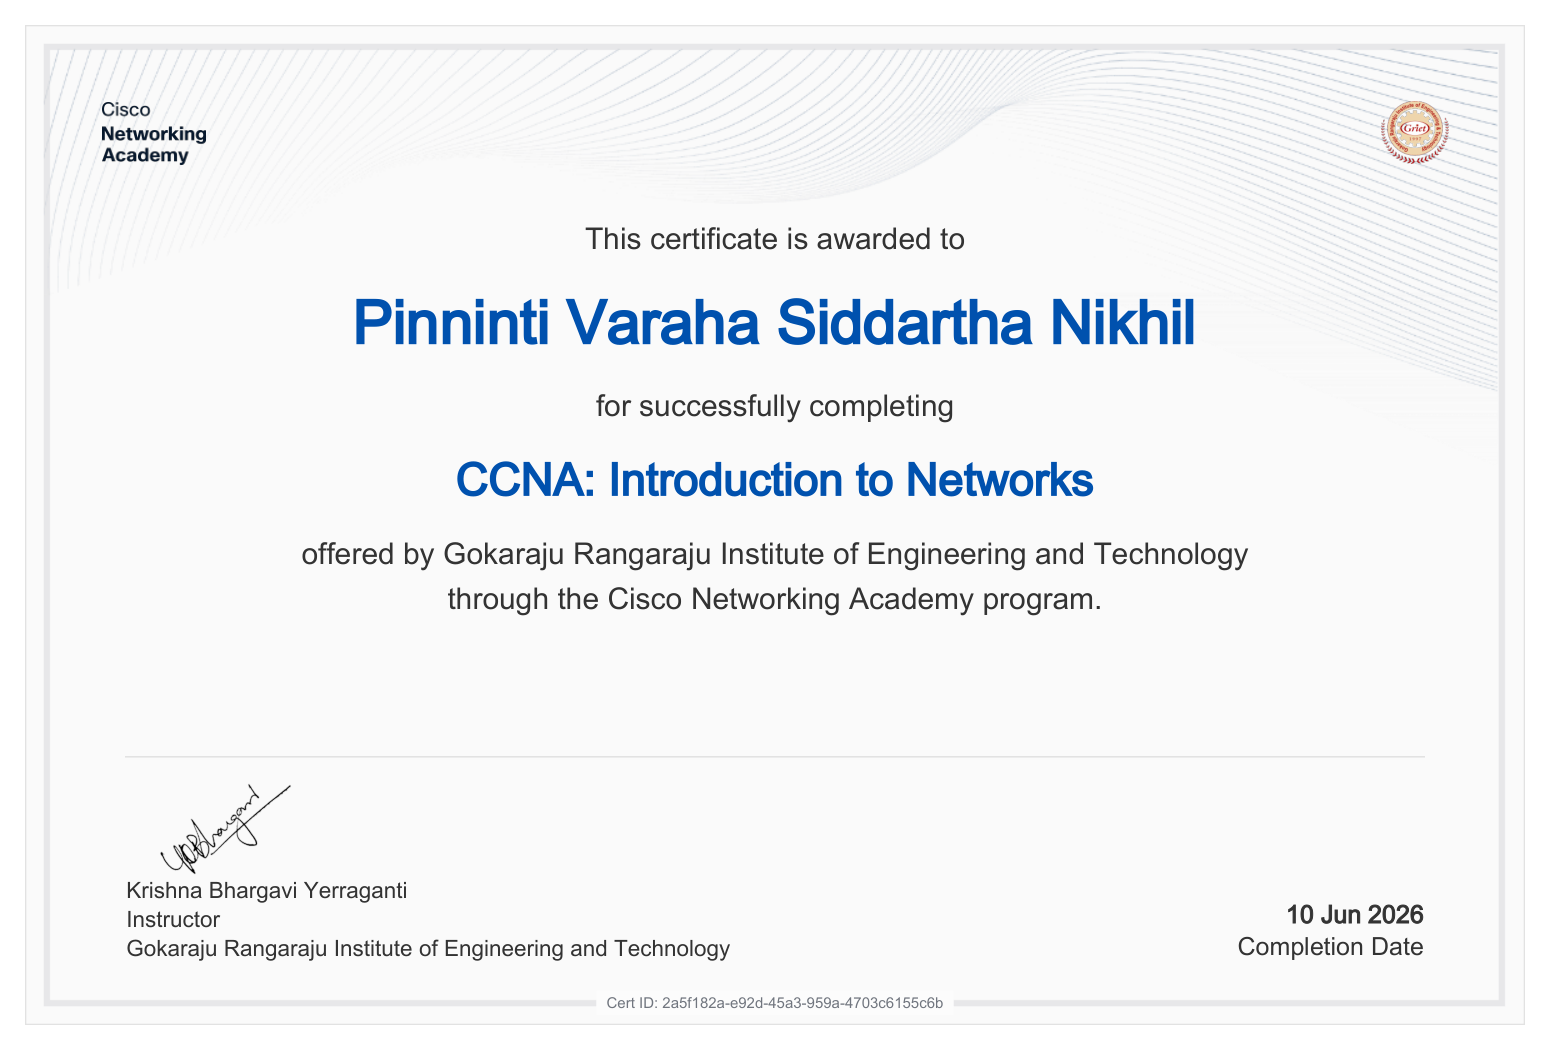 Cisco
Networking
Academy
Griet
1997
This certificate is awarded to
Pinninti Varaha Siddartha Nikhil
for successfully completing
CCNA: Introduction to Networks
offered by Gokaraju Rangaraju Institute of Engineering and Technology
through the Cisco Networking Academy program.
Krishna Bhargavi Yerraganti
Instructor
Gokaraju Rangaraju Institute of Engineering and Technology
10 Jun 2026
Completion Date
Cert ID: 2a5f182a-e92d-45a3-959a-4703c6155c6b